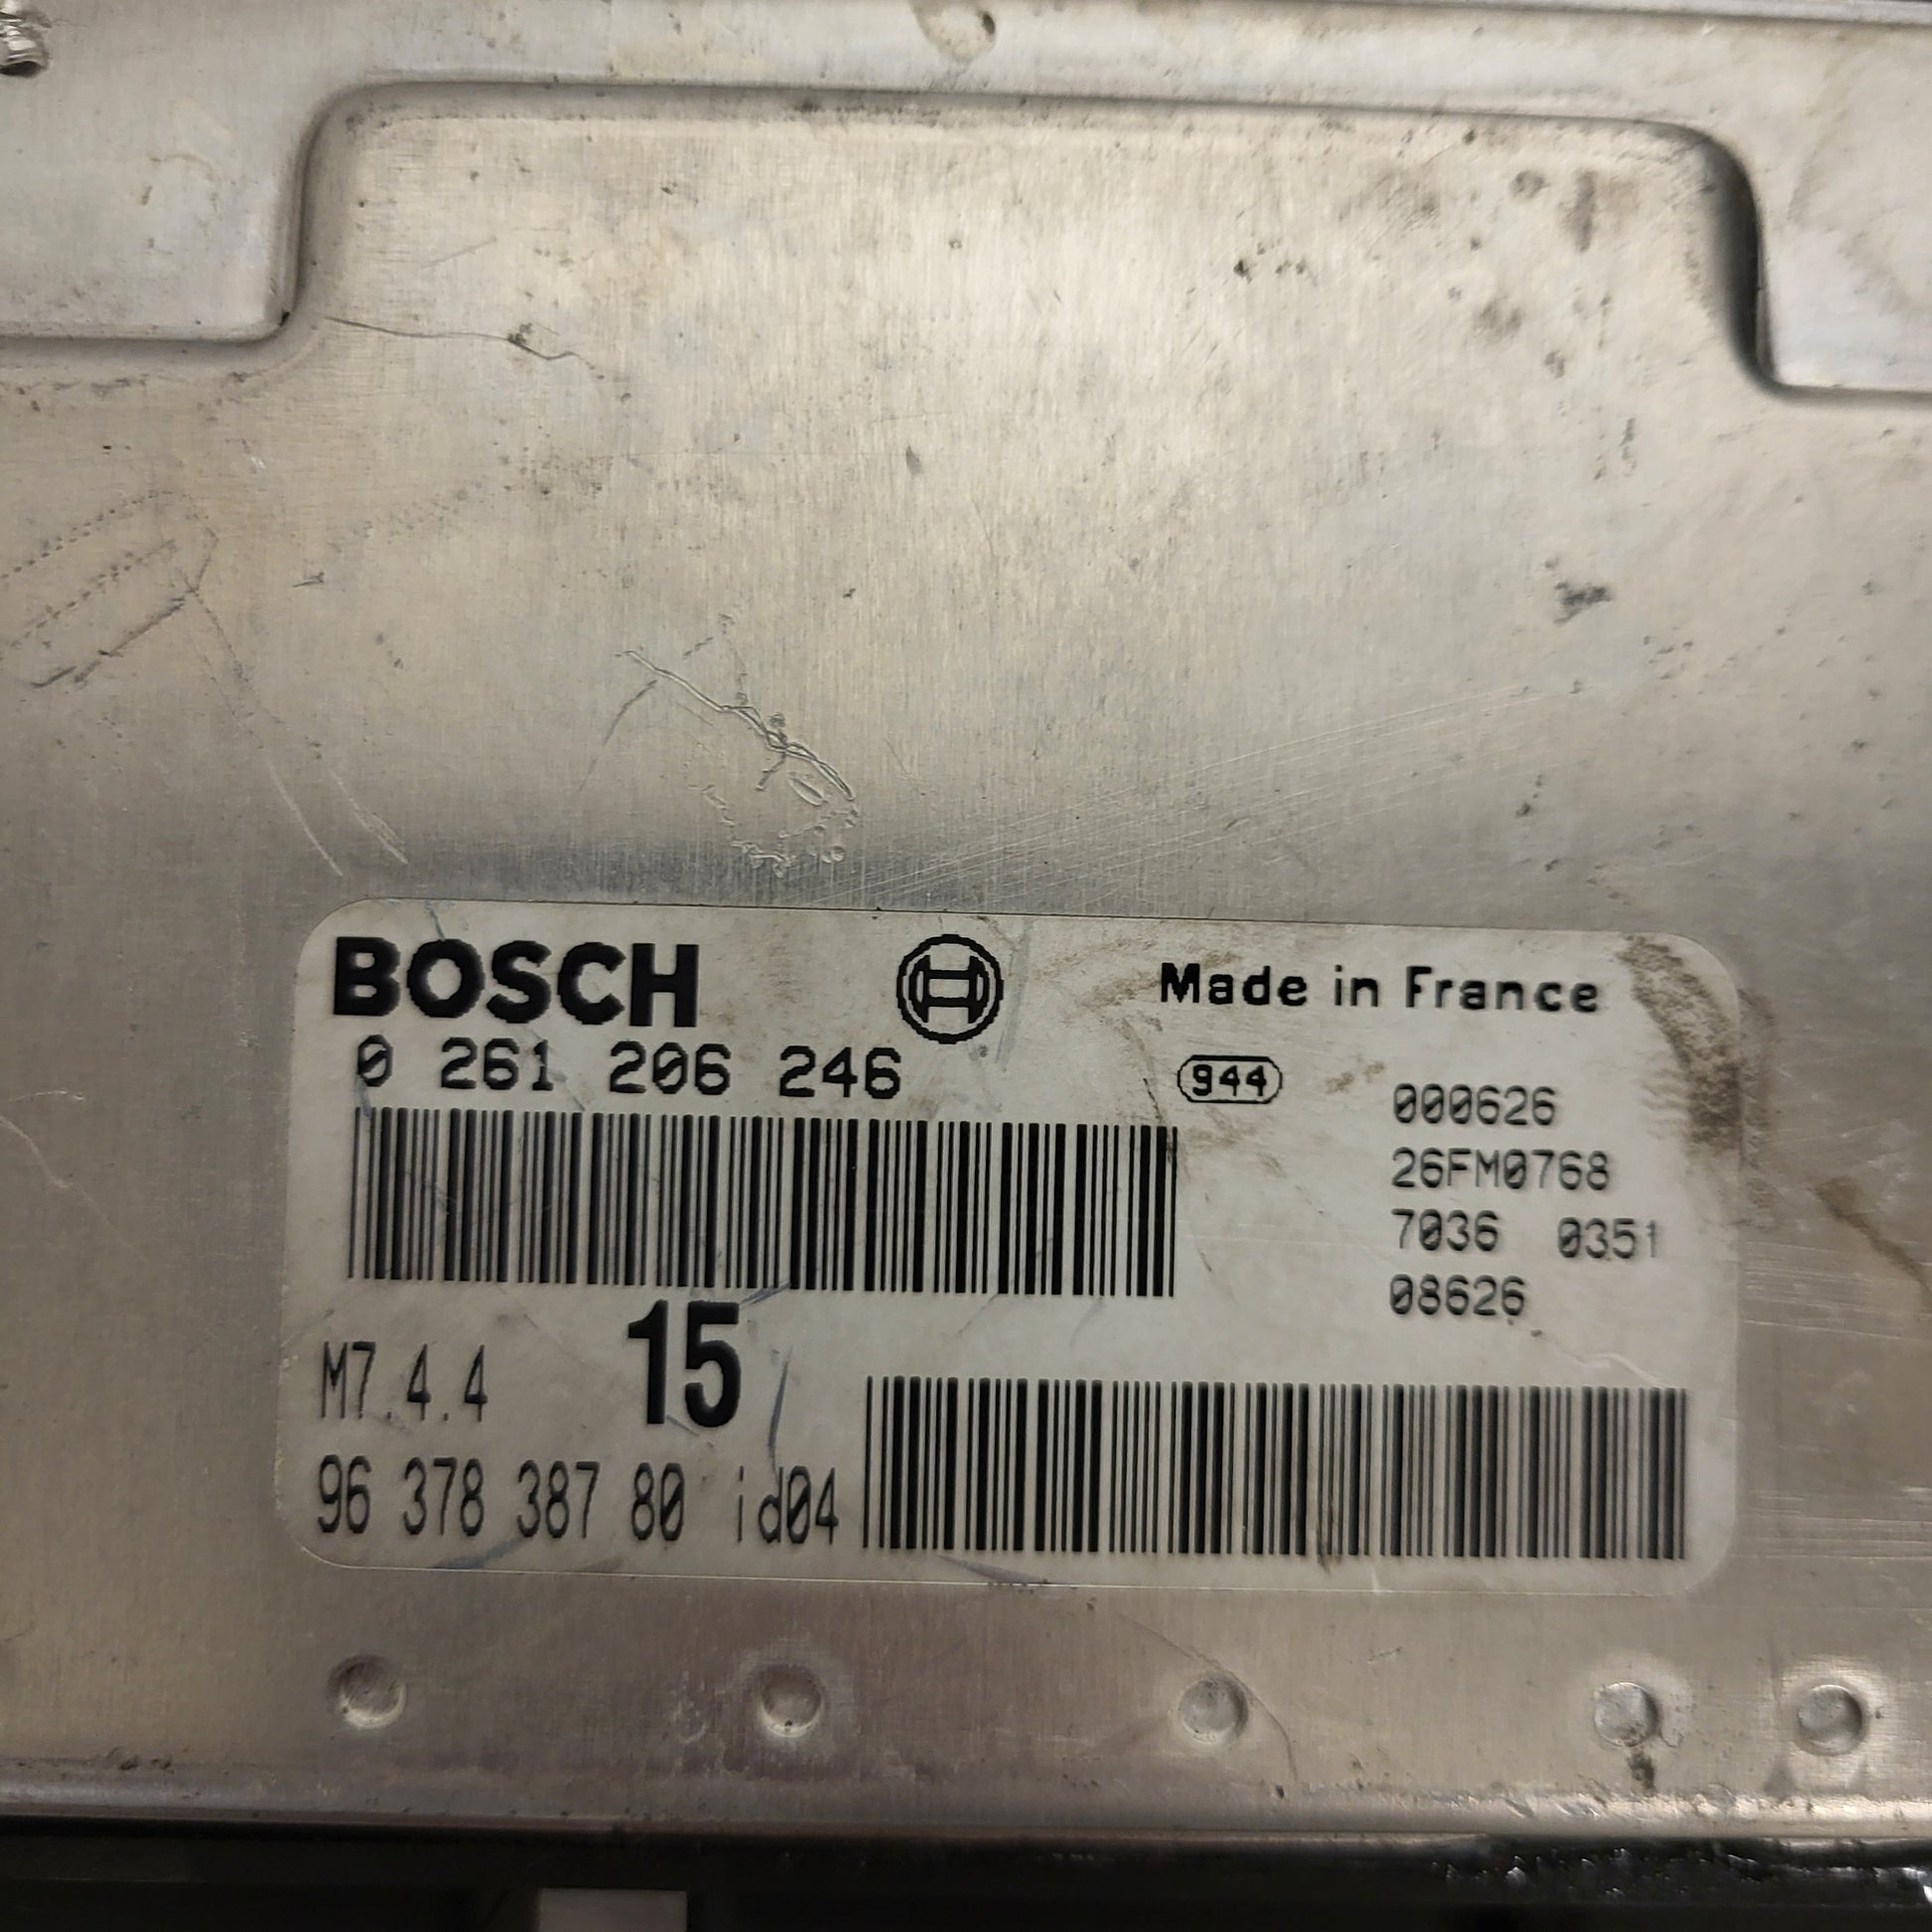 BOSCH
Made in France
0 261 206 246
944
000626
26FM0768
7036 0351
08626
15
M7.4.4
96 378 387 80 id04